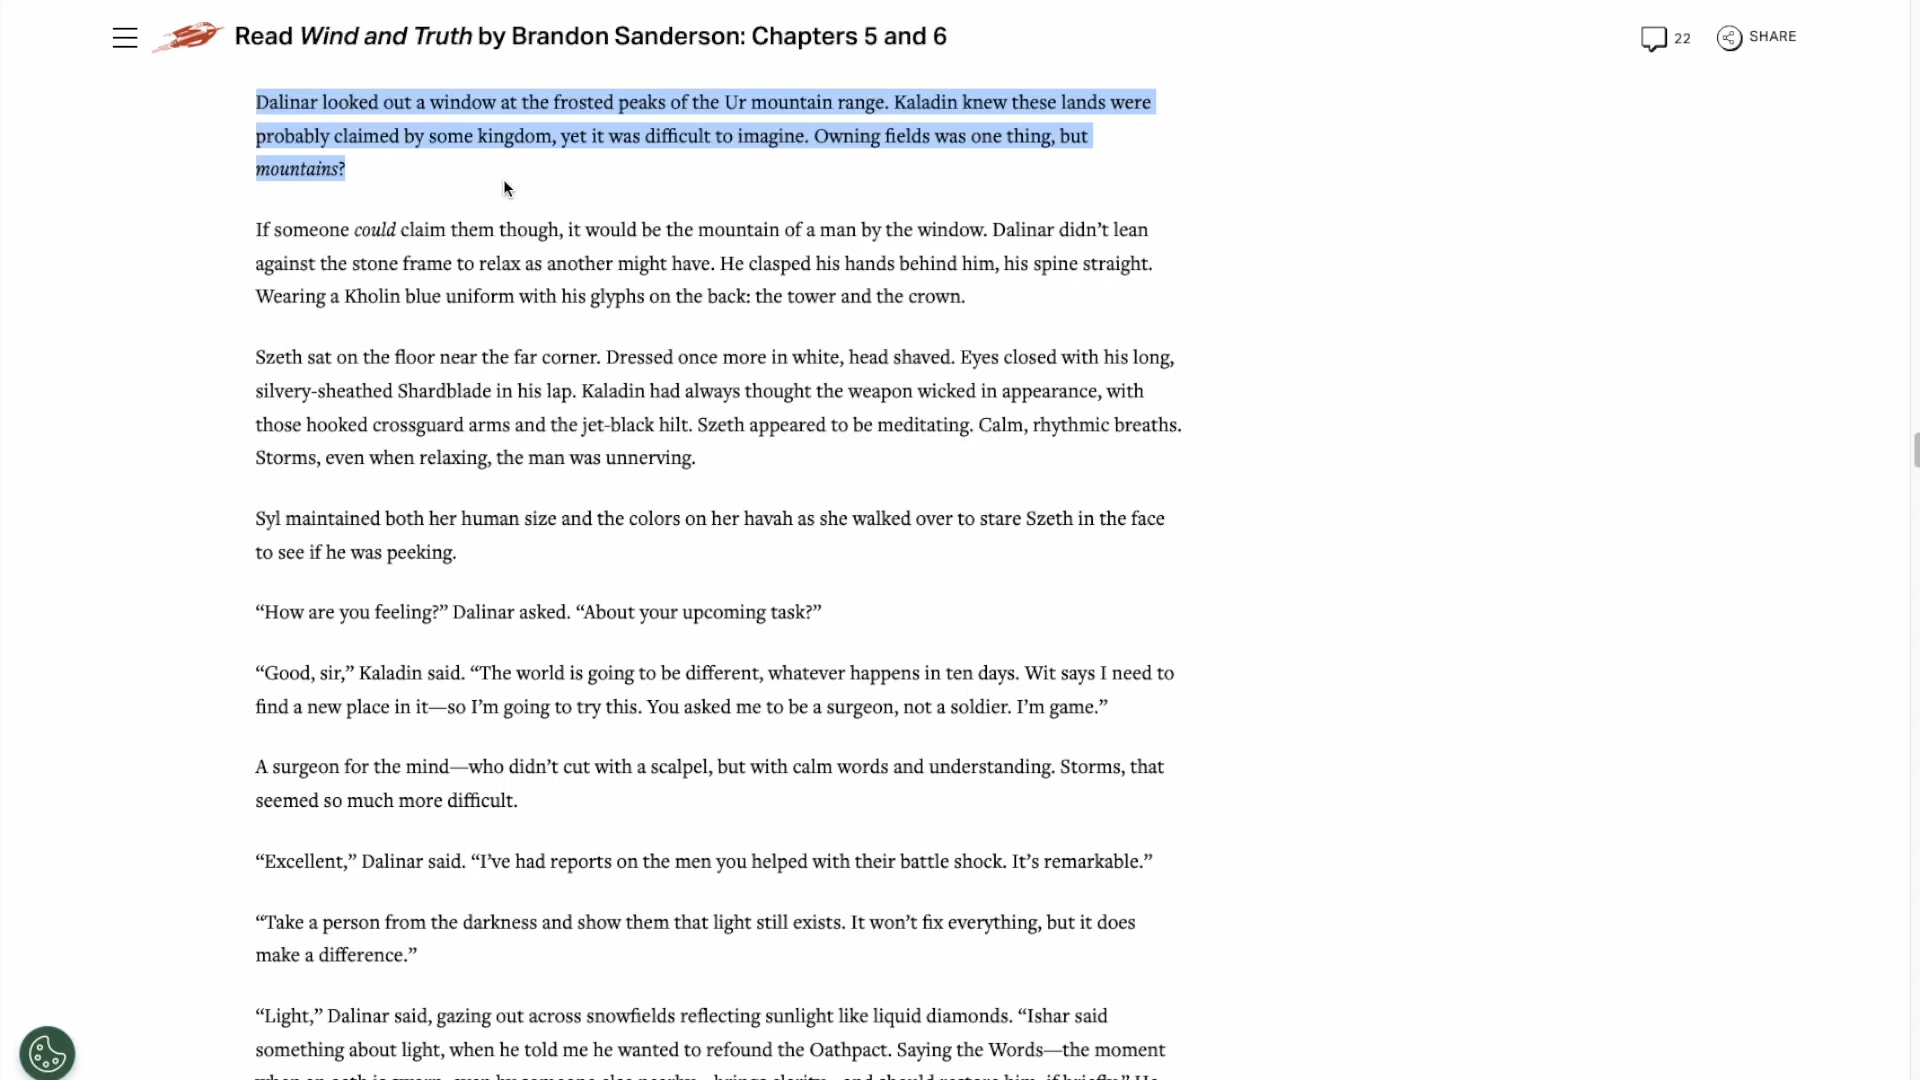 Read Wind and Truth by Brandon Sanderson: Chapters 5 and 6
22
SHARE
Dalinar looked out a window at the frosted peaks of the Ur mountain range. Kaladin knew these lands were
probably claimed by some kingdom, yet it was difficult to imagine. Owning fields was one thing, but
mountains?
If someone could claim them though, it would be the mountain of a man by the window. Dalinar didn’t lean
against the stone frame to relax as another might have. He clasped his hands behind him, his spine straight.
Wearing a Kholin blue uniform with his glyphs on the back: the tower and the crown.
Szeth sat on the floor near the far corner. Dressed once more in white, head shaved. Eyes closed with his long,
silvery-sheathed Shardblade in his lap. Kaladin had always thought the weapon wicked in appearance, with
those hooked crossguard arms and the jet-black hilt. Szeth appeared to be meditating. Calm, rhythmic breaths.
Storms, even when relaxing, the man was unnerving.
Syl maintained both her human size and the colors on her havah as she walked over to stare Szeth in the face
to see if he was peeking.
“How are you feeling?” Dalinar asked. “About your upcoming task?”
“Good, sir,” Kaladin said. “The world is going to be different, whatever happens in ten days. Wit says I need to
find a new place in it—so I’m going to try this. You asked me to be a surgeon, not a soldier. I’m game.”
A surgeon for the mind—who didn’t cut with a scalpel, but with calm words and understanding. Storms, that
seemed so much more difficult.
“Excellent,” Dalinar said. “I’ve had reports on the men you helped with their battle shock. It’s remarkable.”
“Take a person from the darkness and show them that light still exists. It won’t fix everything, but it does
make a difference.”
“Light,” Dalinar said, gazing out across snowfields reflecting sunlight like liquid diamonds. “Ishar said
something about light, when he told me he wanted to refound the Oathpact. Saying the Words—the moment